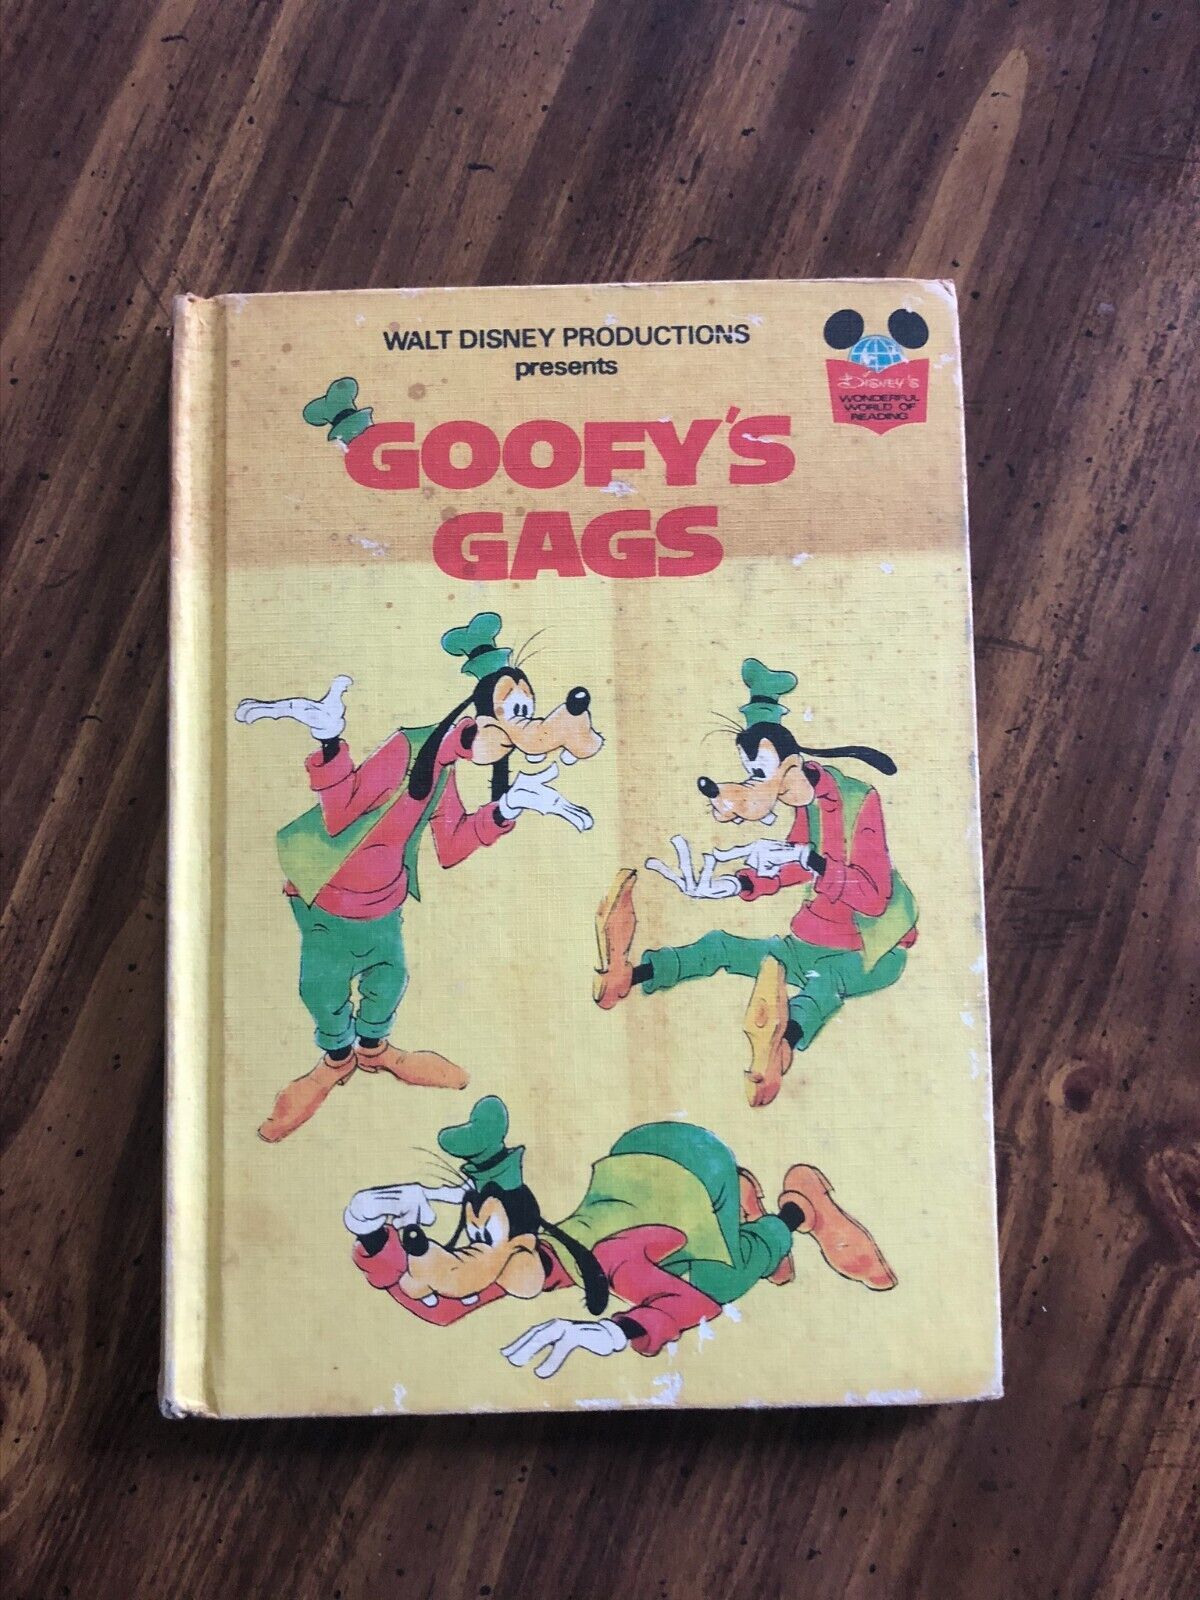 WALT DISNEY PRODUCTIONS
presents
GOOFY'S
GAGS
DISNEY'S
WONDERFUL
WORLD OF
READING